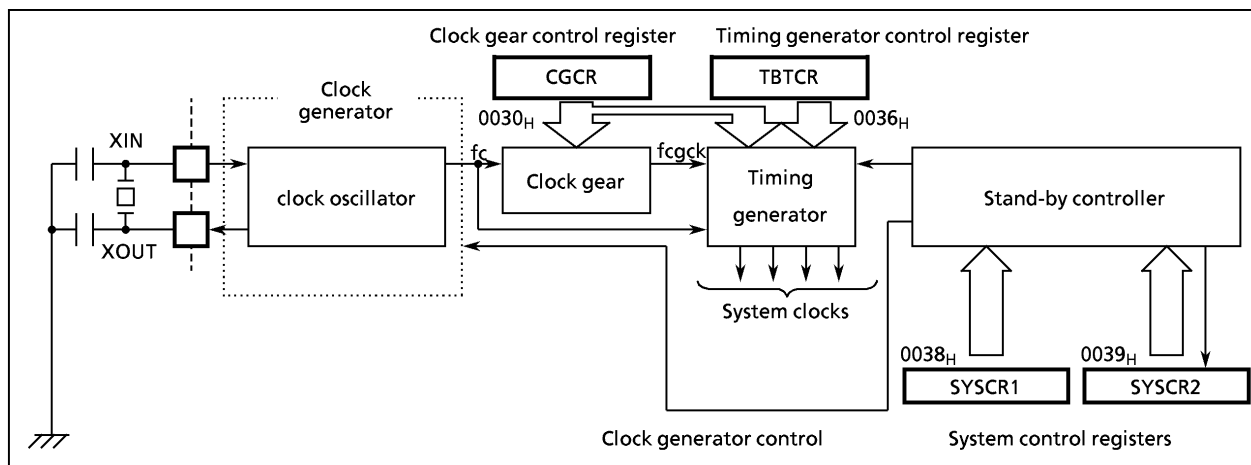 Clock gear control register
Timing generator control register
CGCR
TBTCR
Clock
generator
0030H
0036H
XIN
fc
fcgck
clock oscillator
Clock gear
Timing
generator
Stand-by controller
XOUT
System clocks
0038H
0039H
SYSCR1
SYSCR2
Clock generator control
System control registers